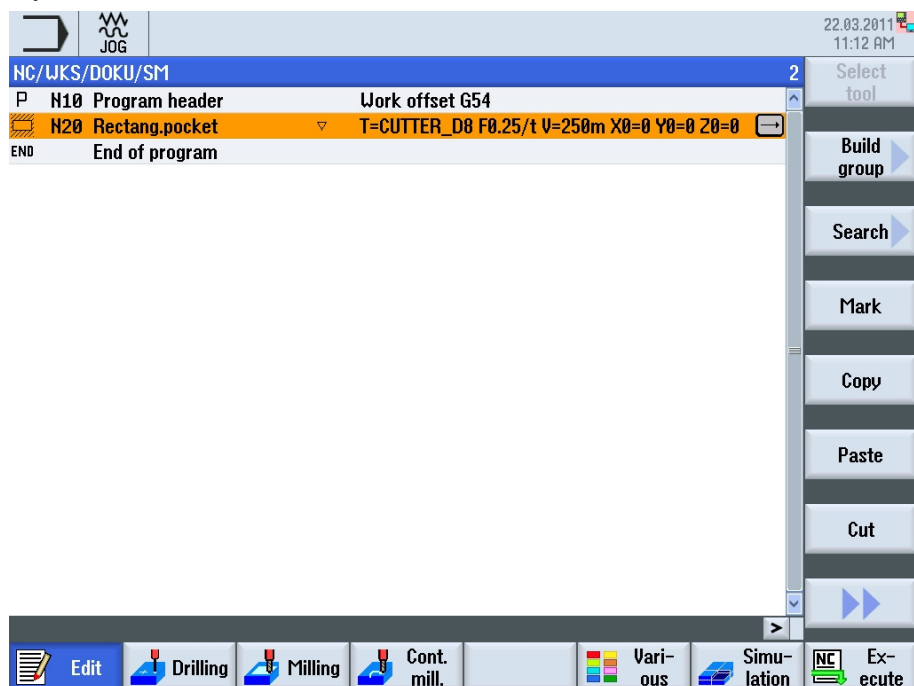 JOG
22.03.2011
11:12 AM
NC/WKS/DOKU/SM 2
P N10 Program header Work offset G54
N20 Rectang.pocket ▽ T=CUTTER_D8 F0.25/t V=250m X0=0 Y0=0 Z0=0
END End of program
Select
tool
Build
group
Search
Mark
Copy
Paste
Cut
Edit
Drilling
Milling
Cont.
mill.
Vari-
ous
Simu-
lation
NC
Ex-
ecute